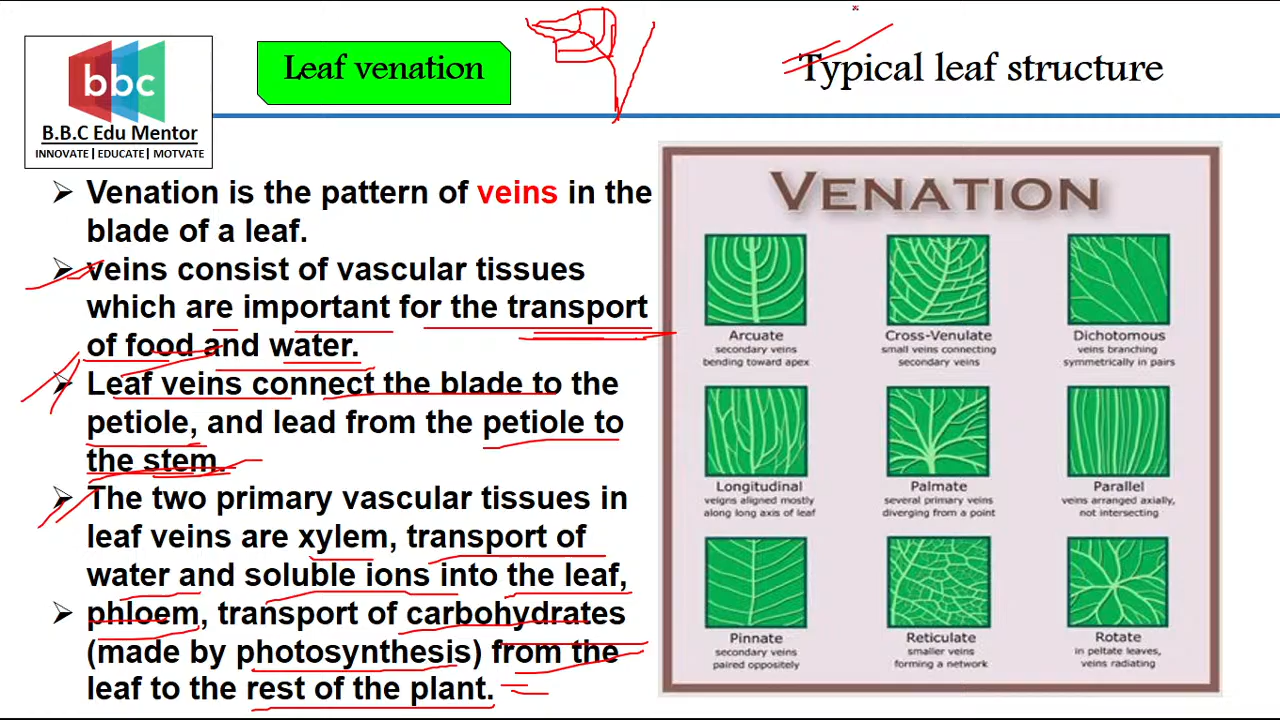 bbc
B.B.C Edu Mentor
INNOVATE | EDUCATE | MOTVATE
Leaf venation
Typical leaf structure
➢ Venation is the pattern of veins in the
blade of a leaf.
➢ veins consist of vascular tissues
which are important for the transport
of food and water.
➢ Leaf veins connect the blade to the
petiole, and lead from the petiole to
the stem.
➢ The two primary vascular tissues in
leaf veins are xylem, transport of
water and soluble ions into the leaf,
➢ phloem, transport of carbohydrates
(made by photosynthesis) from the
leaf to the rest of the plant.
VENATION
Arcuate
secondary veins
bending toward apex
Cross-Venulate
small veins connecting
secondary veins
Dichotomous
veins branching
symmetrically in pairs
Longitudinal
veigns aligned mostly
along long axis of leaf
Palmate
several primary veins
diverging from a point
Parallel
veins arranged axially,
not intersecting
Pinnate
secondary veins
paired oppositely
Reticulate
smaller veins
forming a network
Rotate
in peltate leaves,
veins radiating